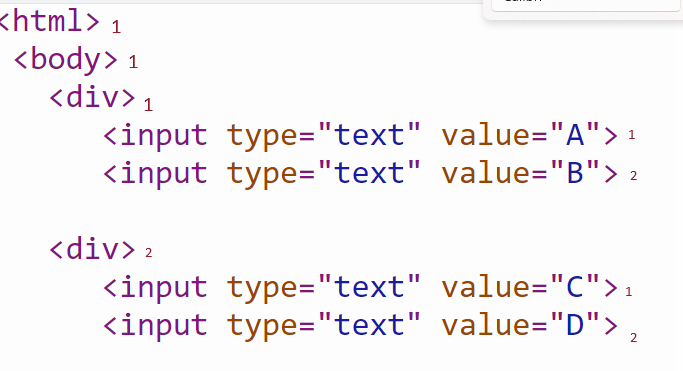 <html> 1
<body> 1
<div> 1
<input type="text" value="A"> 1
<input type="text" value="B"> 2
<div> 2
<input type="text" value="C"> 1
<input type="text" value="D"> 2